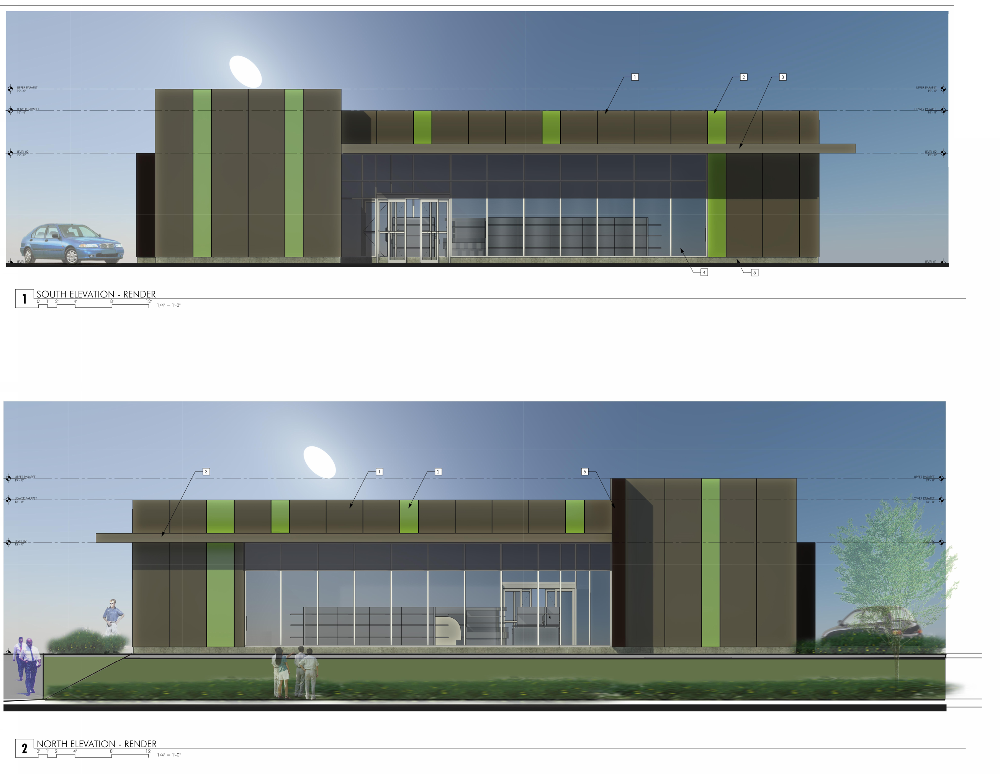 1
2
3
UPPER PARAPET
19' - 0"
UPPER PARAPET
19' - 0"
LOWER PARAPET
16' - 8"
LOWER PARAPET
16' - 8"
LEVEL 02
12' - 0"
LEVEL 02
12' - 0"
LEVEL
LEVEL 01
4
5
1
SOUTH ELEVATION - RENDER
0' 1' 2' 4' 8' 12'
1/4" = 1'-0"
3
1
2
6
UPPER PARAPET
19' - 0"
UPPER PARAPET
19' - 0"
LOWER PARAPET
16' - 8"
LOWER PARAPET
16' - 8"
LEVEL 02
12' - 0"
2
NORTH ELEVATION - RENDER
0' 1' 2' 4' 8' 12'
1/4" = 1'-0"